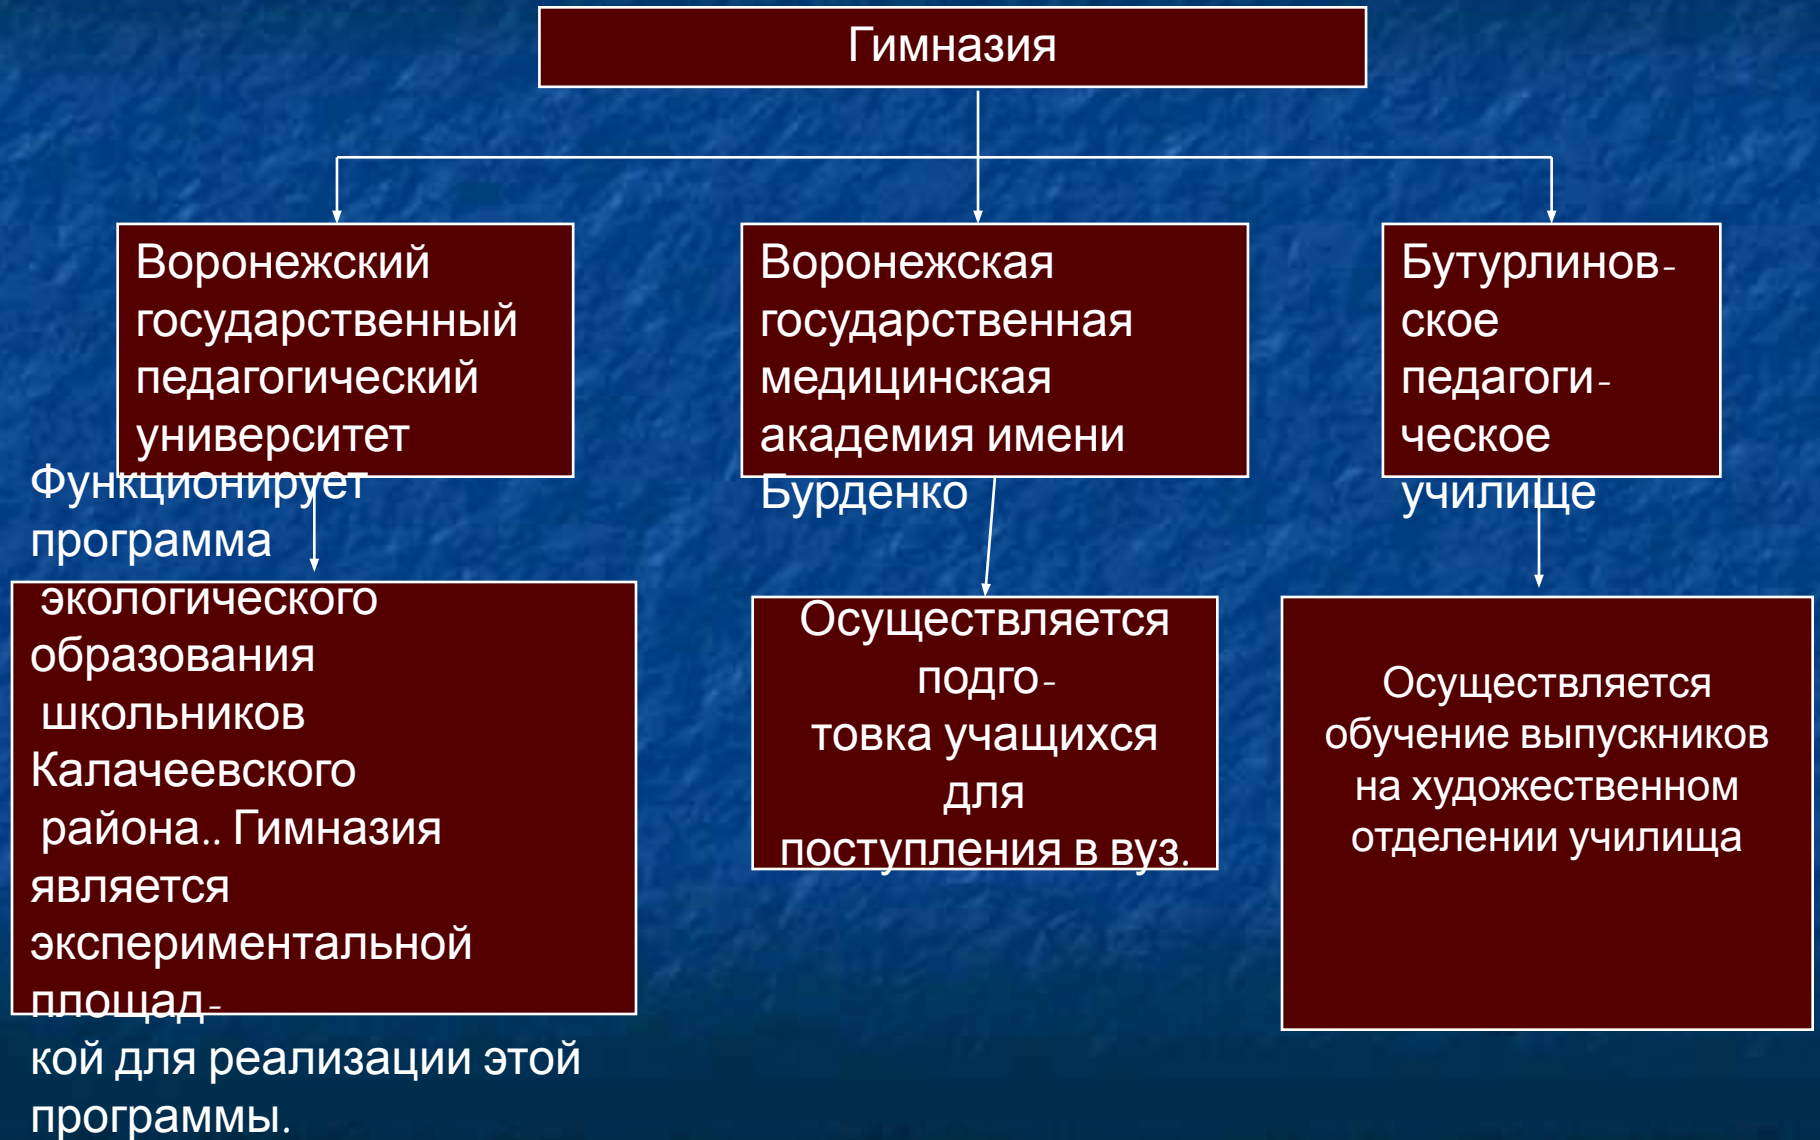 Гимназия
Воронежский
государственный
педагогический
университет
Воронежская
государственная
медицинская
академия имени
Бурденко
Бутурлинов-
ское
педагоги-
ческое
училище
Функционирует
программа
экологического
образования
школьников
Калачеевского
района.. Гимназия
является
экспериментальной
площад-
кой для реализации этой
программы.
Осуществляется
подго-
товка учащихся
для
поступления в вуз.
Осуществляется
обучение выпускников
на художественном
отделении училища